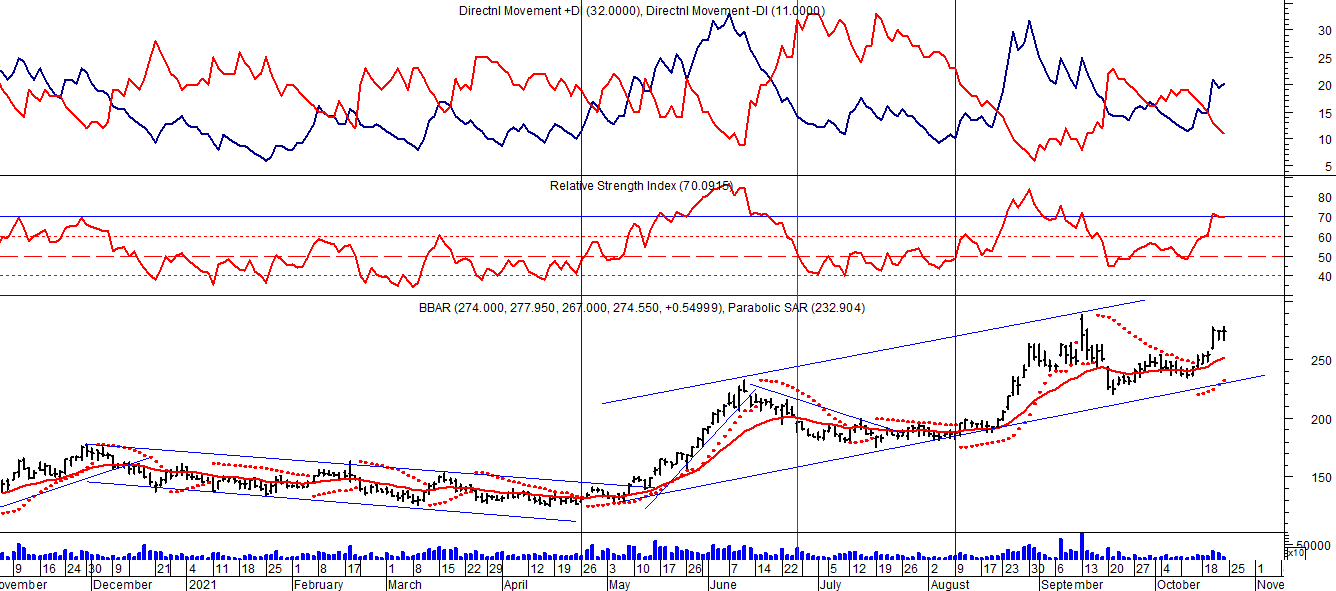 Directnl Movement +DI (32.0000), Directnl Movement -DI (11.0000)
30
25
20
15
10
5
Relative Strength Index (70.0915)
80
70
60
50
40
BBAR (274.000, 277.950, 267.000, 274.550, +0.54999), Parabolic SAR (232.904)
250
200
150
50000
x10
9 16 24 30 9 21 4 11 18 25 1 8 17 1 8 15 22 29 12 19 26 3 10 17 26 7 14 22 5 12 19 26 2 9 17 23 30 6 13 20 27 4 18 25 1
ovember December 2021 February March April May June July August September October Nove